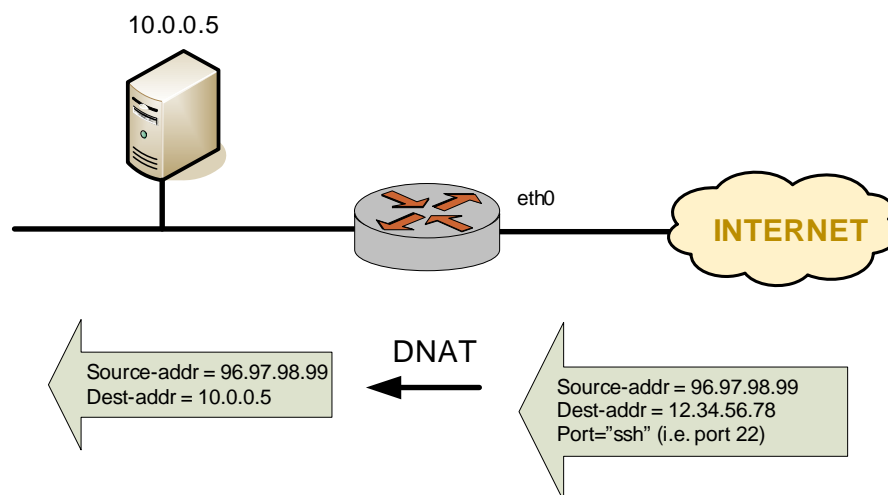 10.0.0.5
eth0
INTERNET
DNAT
Source-addr = 96.97.98.99
Dest-addr = 10.0.0.5
Source-addr = 96.97.98.99
Dest-addr = 12.34.56.78
Port=”ssh” (i.e. port 22)